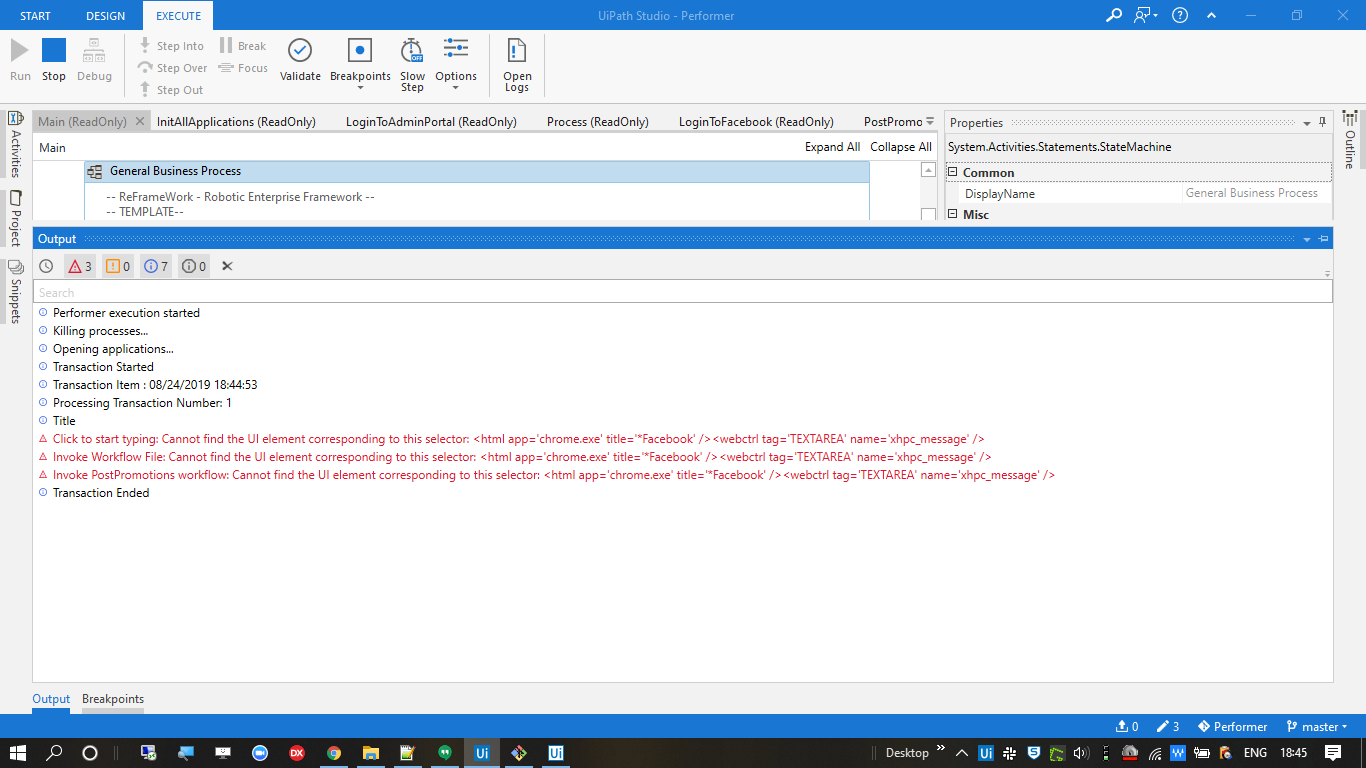 START DESIGN EXECUTE UiPath Studio - Performer
Run Stop Debug Step Into Step Over Step Out Break Focus Validate Breakpoints Slow Step OFF Options Open Logs
Activities
Project
Snippets
Main (ReadOnly) InitAllApplications (ReadOnly) LoginToAdminPortal (ReadOnly) Process (ReadOnly) LoginToFacebook (ReadOnly) PostPromo
Main Expand All Collapse All
General Business Process
-- ReFrameWork - Robotic Enterprise Framework --
-- TEMPLATE--
Properties
System.Activities.Statements.StateMachine
Common
DisplayName General Business Process
Misc
Outline
Output
3 0 7 0
Search
Performer execution started
Killing processes...
Opening applications...
Transaction Started
Transaction Item : 08/24/2019 18:44:53
Processing Transaction Number: 1
Title
Click to start typing: Cannot find the UI element corresponding to this selector: <html app='chrome.exe' title='*Facebook' /><webctrl tag='TEXTAREA' name='xhpc_message' />
Invoke Workflow File: Cannot find the UI element corresponding to this selector: <html app='chrome.exe' title='*Facebook' /><webctrl tag='TEXTAREA' name='xhpc_message' />
Invoke PostPromotions workflow: Cannot find the UI element corresponding to this selector: <html app='chrome.exe' title='*Facebook' /><webctrl tag='TEXTAREA' name='xhpc_message' />
Transaction Ended
Output Breakpoints
0 3 Performer master
DX Ui Ui Desktop Ui W ENG 18:45